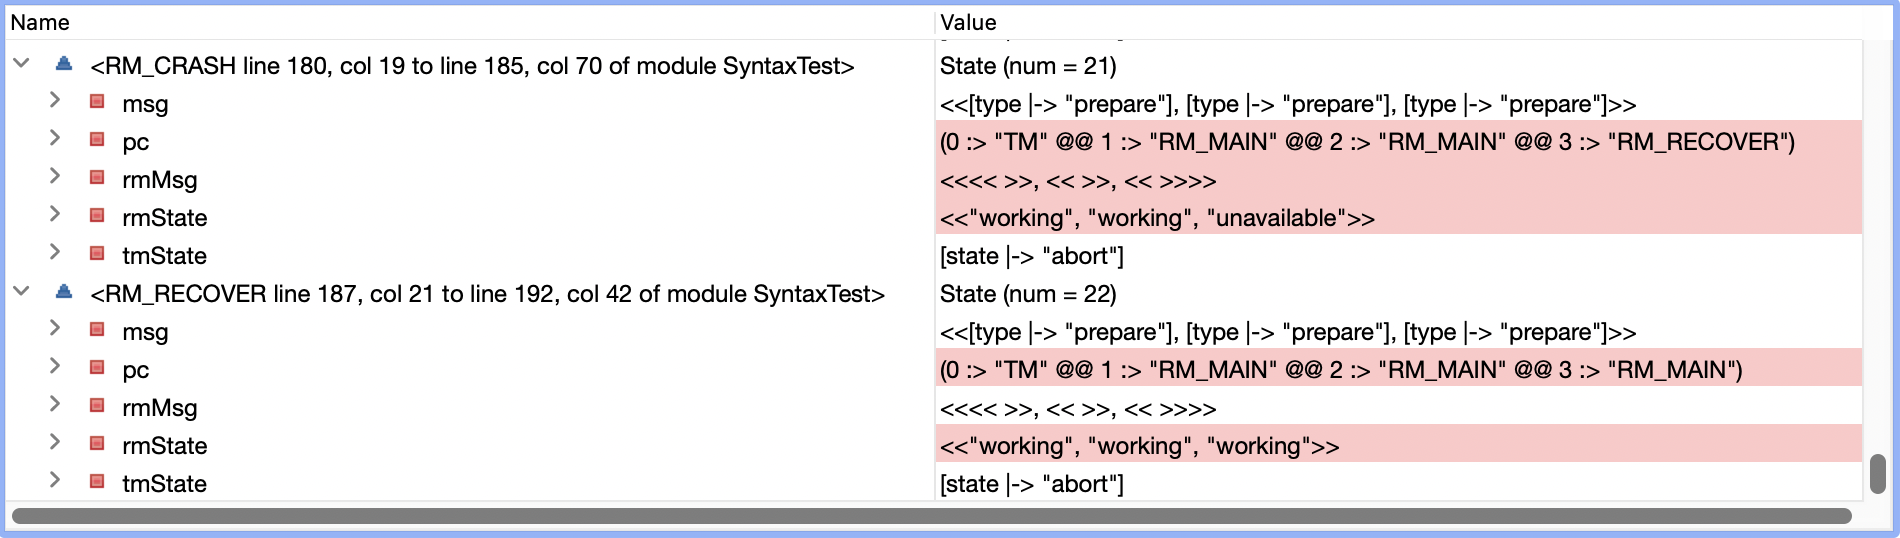 Name Value
<RM_CRASH line 180, col 19 to line 185, col 70 of module SyntaxTest> State (num = 21)
msg <<[type |-> "prepare"], [type |-> "prepare"], [type |-> "prepare"]>>
pc (0 :> "TM" @@ 1 :> "RM_MAIN" @@ 2 :> "RM_MAIN" @@ 3 :> "RM_RECOVER")
rmMsg <<<< >>, << >>, << >>>>
rmState <<"working", "working", "unavailable">>
tmState [state |-> "abort"]
<RM_RECOVER line 187, col 21 to line 192, col 42 of module SyntaxTest> State (num = 22)
msg <<[type |-> "prepare"], [type |-> "prepare"], [type |-> "prepare"]>>
pc (0 :> "TM" @@ 1 :> "RM_MAIN" @@ 2 :> "RM_MAIN" @@ 3 :> "RM_MAIN")
rmMsg <<<< >>, << >>, << >>>>
rmState <<"working", "working", "working">>
tmState [state |-> "abort"]